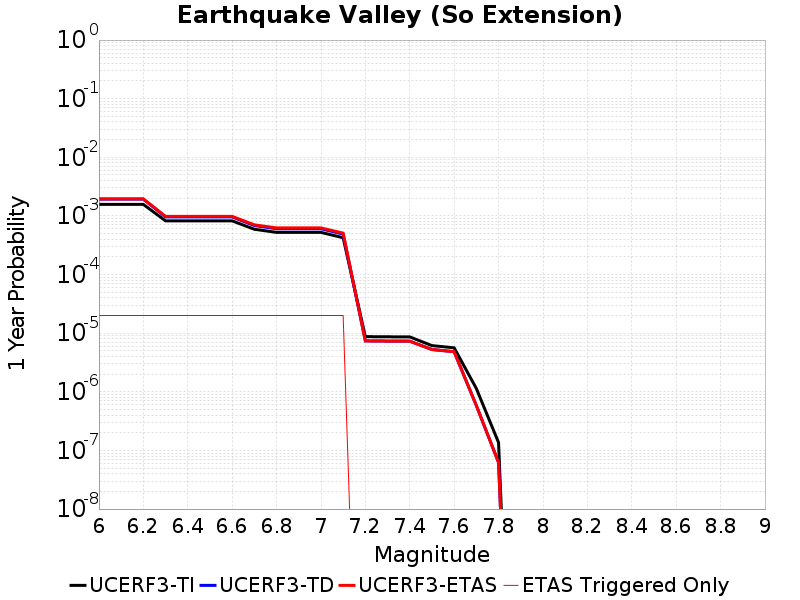 Earthquake Valley (So Extension)
1 Year Probability
10^0
10^-1
10^-2
10^-3
10^-4
10^-5
10^-6
10^-7
10^-8
6 6.2 6.4 6.6 6.8 7 7.2 7.4 7.6 7.8 8 8.2 8.4 8.6 8.8 9
Magnitude
UCERF3-TI UCERF3-TD UCERF3-ETAS ETAS Triggered Only